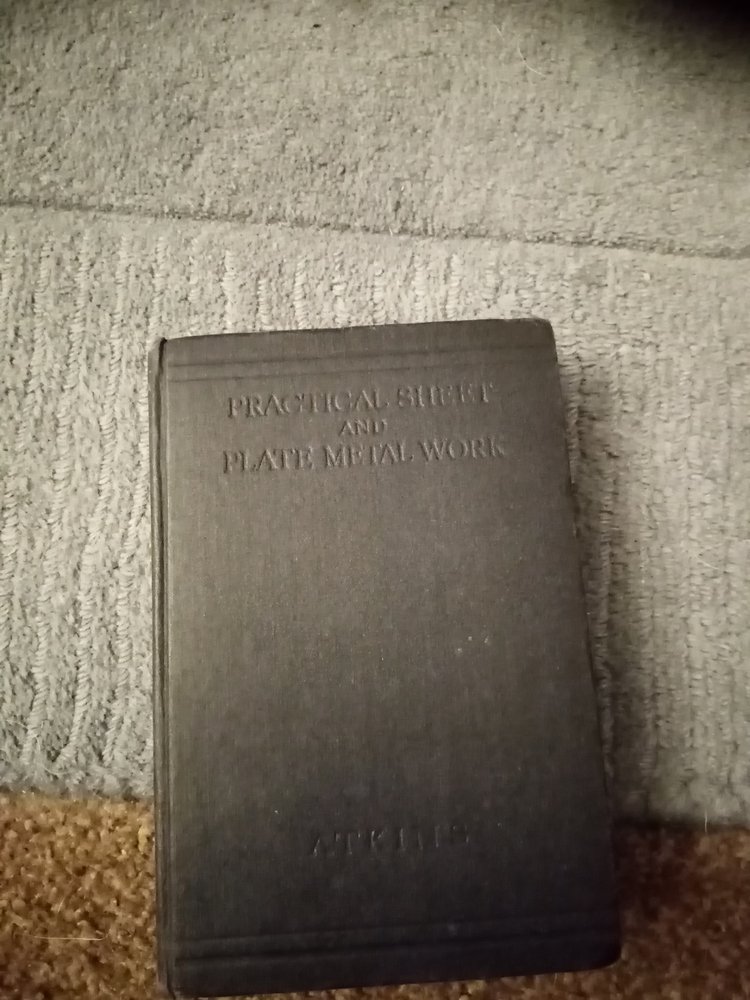 PRACTICAL SHEET
AND
PLATE METAL WORK
ATKINS